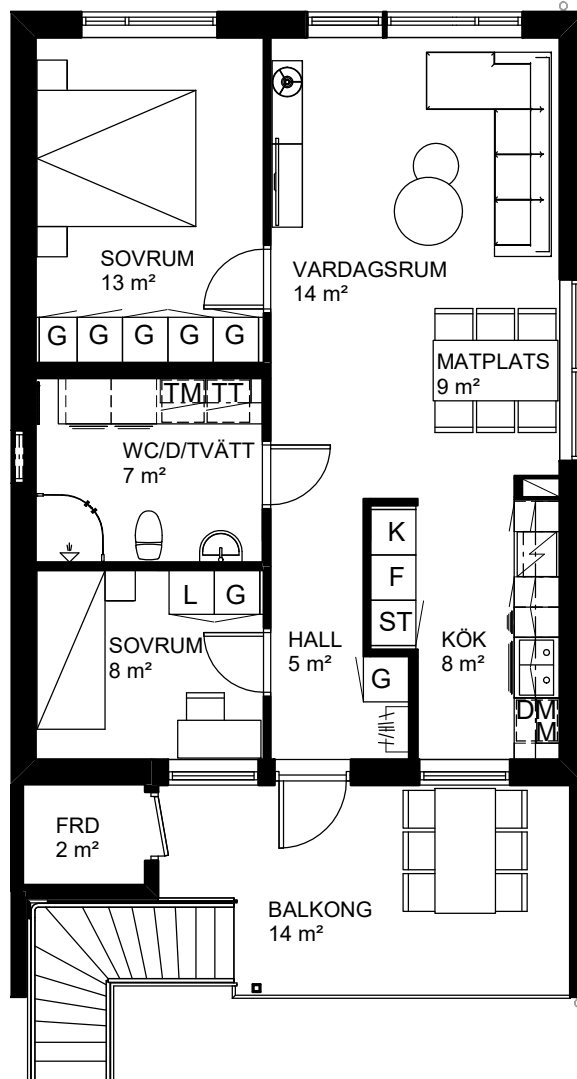 SOVRUM
13 m²
VARDAGSRUM
14 m²
G G G G G
MATPLATS
9 m²
TM TT
WC/D/TVÄTT
7 m²
K
F
ST
L G
SOVRUM
8 m²
HALL
5 m²
KÖK
8 m²
G
DM
M
FRD
2 m²
BALKONG
14 m²